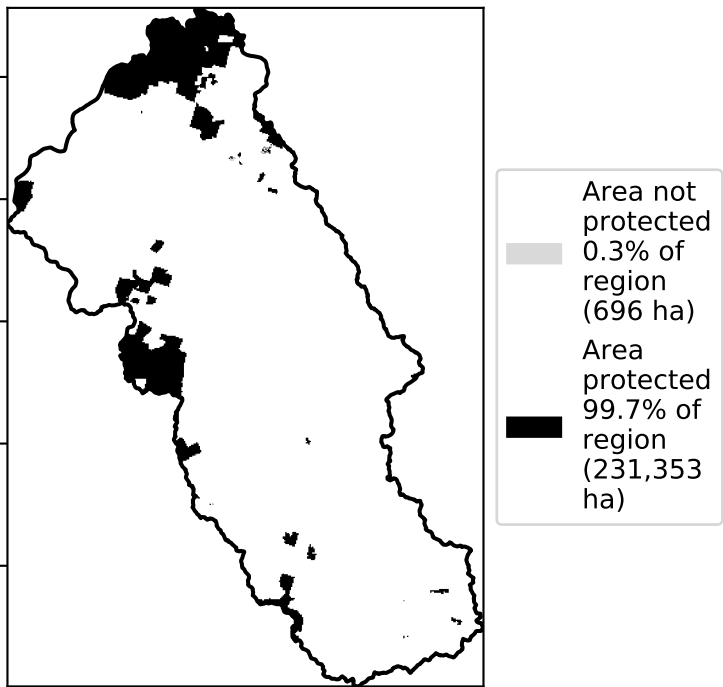 Area not
protected
0.3% of
region
(696 ha)
Area
protected
99.7% of
region
(231,353
ha)